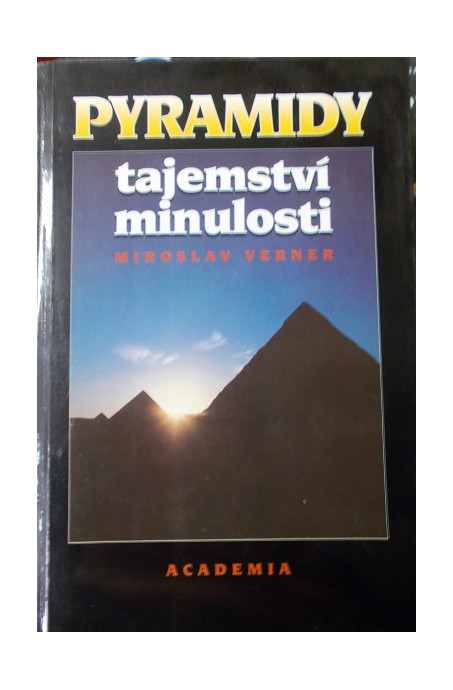 PYRAMIDY
tajemství
minulosti
MIROSLAV VERNER
ACADEMIA